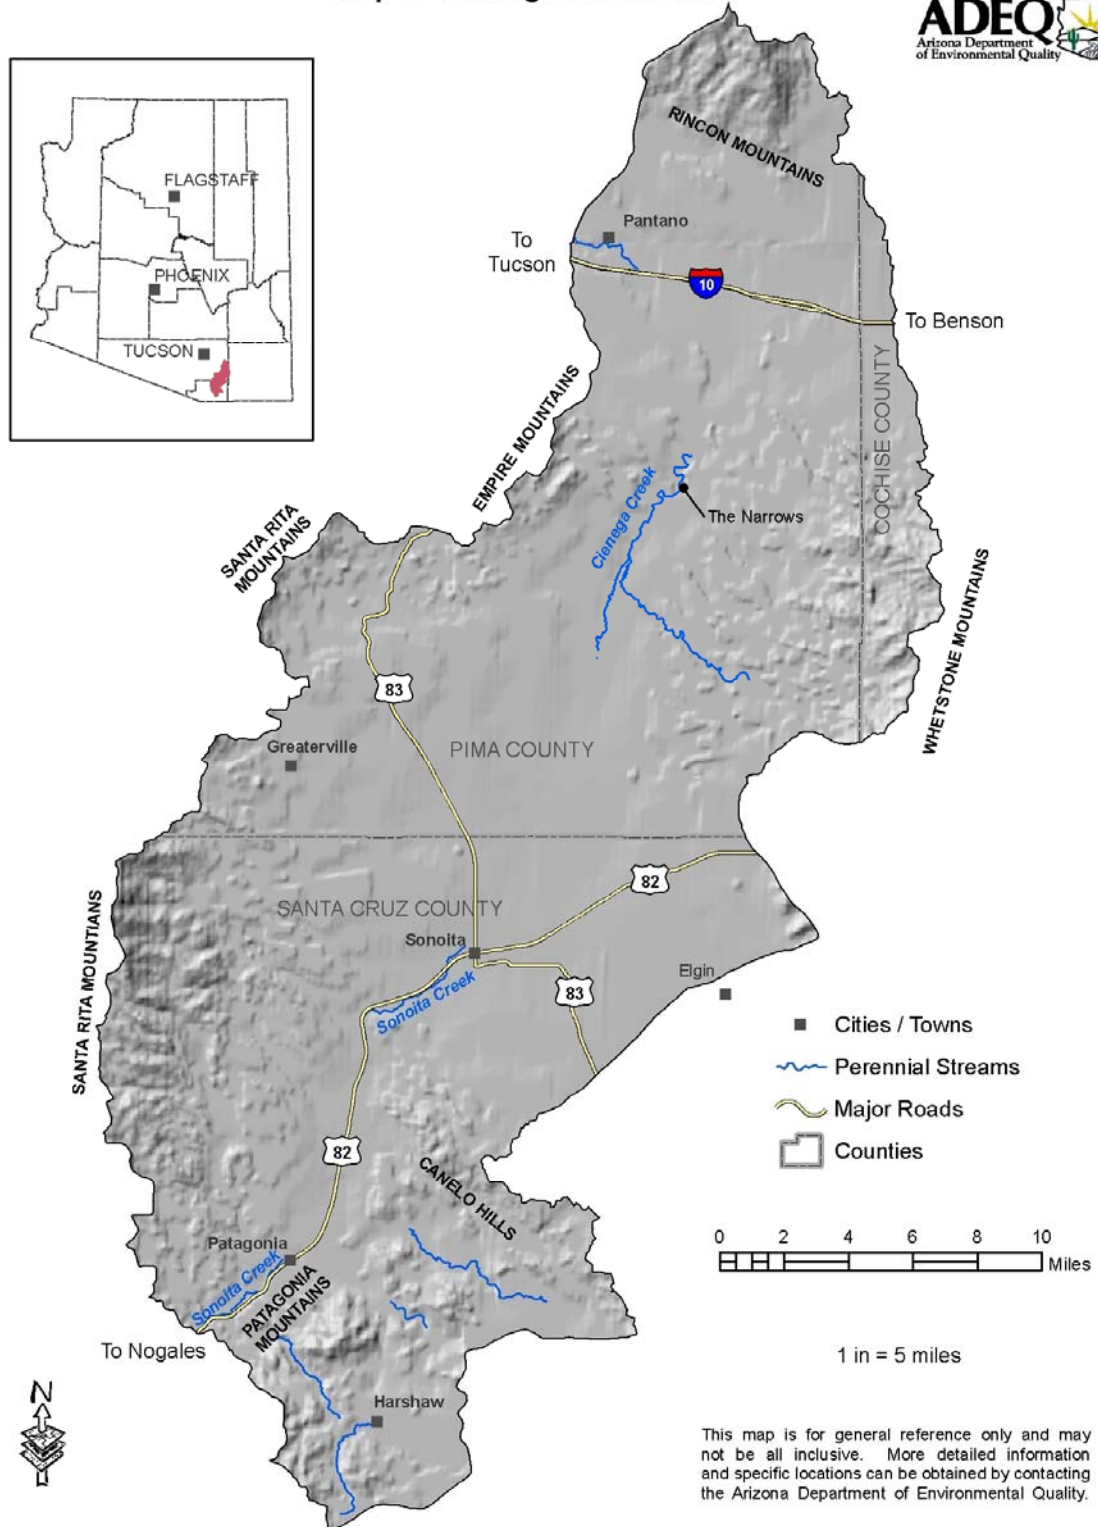 ADEQ
Arizona Department
of Environmental Quality
FLAGSTAFF
PHOENIX
TUCSON
RINCON MOUNTAINS
Pantano
To
Tucson
10
To Benson
COCHISE COUNTY
EMPIRE MOUNTAINS
Cienega Creek
The Narrows
SANTA RITA
MOUNTAINS
WHETSTONE MOUNTAINS
83
Greaterville
PIMA COUNTY
82
SANTA CRUZ COUNTY
Sonoita
SANTA RITA MOUNTIANS
Elgin
83
Sonoita Creek
Cities / Towns
Perennial Streams
Major Roads
Counties
82
CANELO HILLS
0 2 4 6 8 10
Miles
Patagonia
Sonoita Creek
PATAGONIA
MOUNTAINS
To Nogales
1 in = 5 miles
N
Harshaw
This map is for general reference only and may
not be all inclusive. More detailed information
and specific locations can be obtained by contacting
the Arizona Department of Environmental Quality.